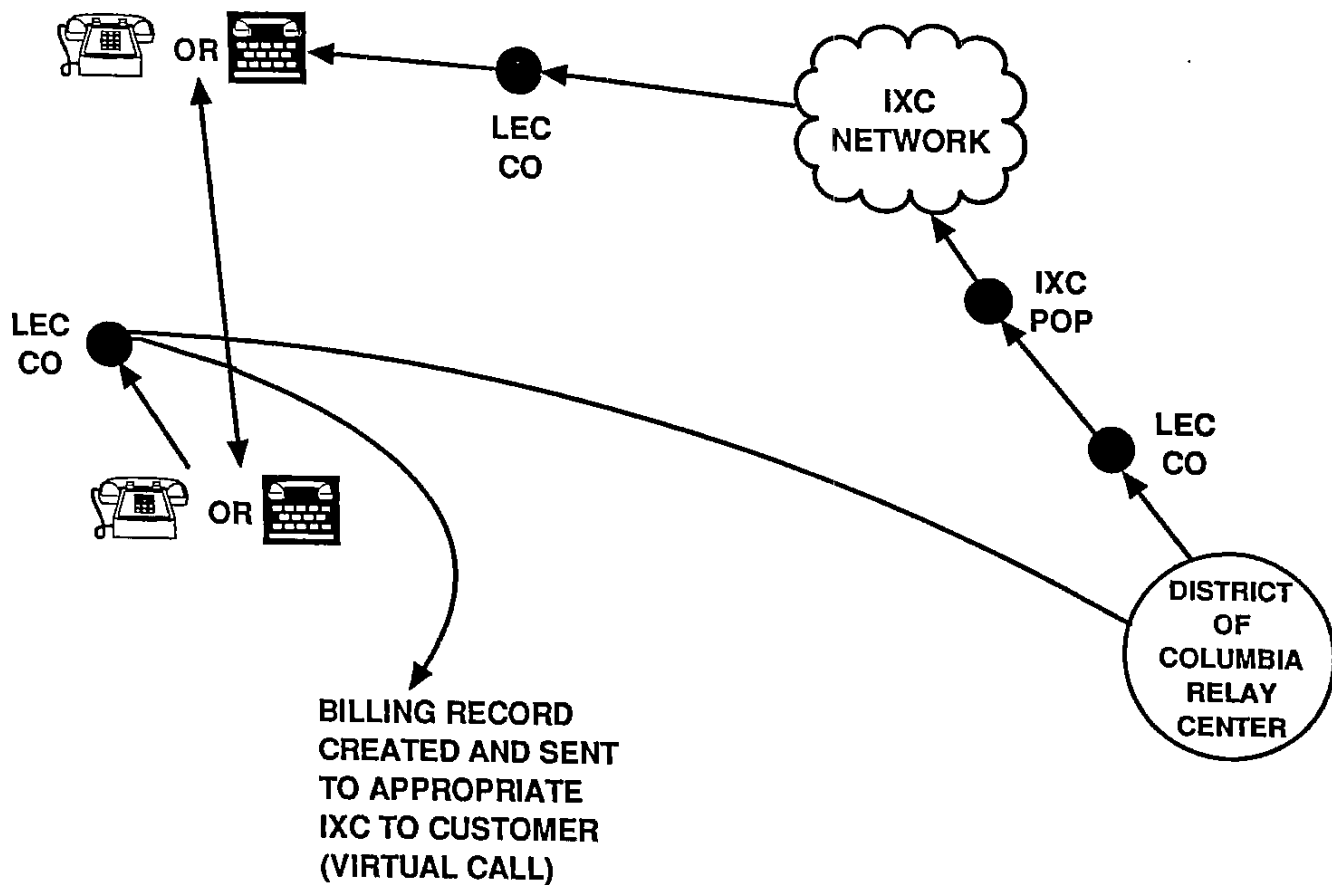 OR
LEC
CO
IXC
NETWORK
IXC
POP
LEC
CO
LEC
CO
OR
DISTRICT
OF
COLUMBIA
RELAY
CENTER
BILLING RECORD
CREATED AND SENT
TO APPROPRIATE
IXC TO CUSTOMER
(VIRTUAL CALL)